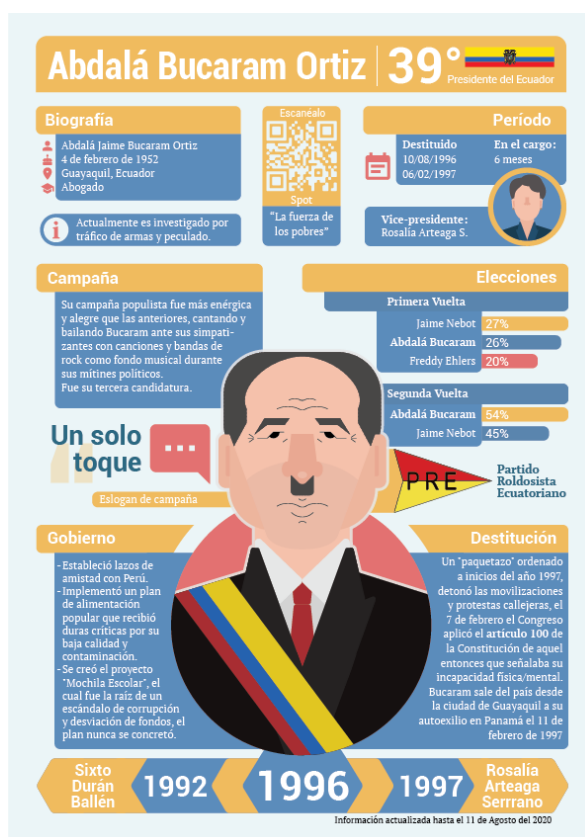 Abdalá Bucaram Ortiz
39°
Presidente del Ecuador
Biografía
Abdalá Jaime Bucaram Ortiz
4 de febrero de 1952
Guayaquil, Ecuador
Abogado
Actualmente es investigado por
tráfico de armas y peculado.
Escanéalo
Spot
"La fuerza de
los pobres"
Período
Destituido
10/08/1996
06/02/1997
En el cargo:
6 meses
Vice-presidente:
Rosalía Arteaga S.
Campaña
Su campaña populista fue más enérgica
y alegre que las anteriores, cantando y
bailando Bucaram ante sus simpati-
zantes con canciones y bandas de
rock como fondo musical durante
sus mítines políticos.
Fue su tercera candidatura.
Elecciones
Primera Vuelta
Jaime Nebot 27%
Abdalá Bucaram 26%
Freddy Ehlers 20%
Segunda Vuelta
Abdalá Bucaram 54%
Jaime Nebot 45%
Un solo
toque
Eslogan de campaña
PRE
Partido
Roldosista
Ecuatoriano
Gobierno
-Estableció lazos de
amistad con Perú.
-Implementó un plan
de alimentación
popular que recibió
duras críticas por su
baja calidad y
contaminación.
-Se creó el proyecto
"Mochila Escolar", el
cual fue la raíz de un
escándalo de corrupción
y desviación de fondos, el
plan nunca se concretó.
Destitución
Un "paquetazo" ordenado
a inicios del año 1997,
detonó las movilizaciones
y protestas callejeras, el
7 de febrero el Congreso
aplicó el artículo 100 de
la Constitución de aquel
entonces que señalaba su
incapacidad física/mental.
Bucaram sale del país desde
la ciudad de Guayaquil a su
autoexilio en Panamá el 11 de
febrero de 1997
Sixto
Durán
Ballén
1992
1996
1997
Rosalía
Arteaga
Serrrano
Información actualizada hasta el 11 de Agosto del 2020